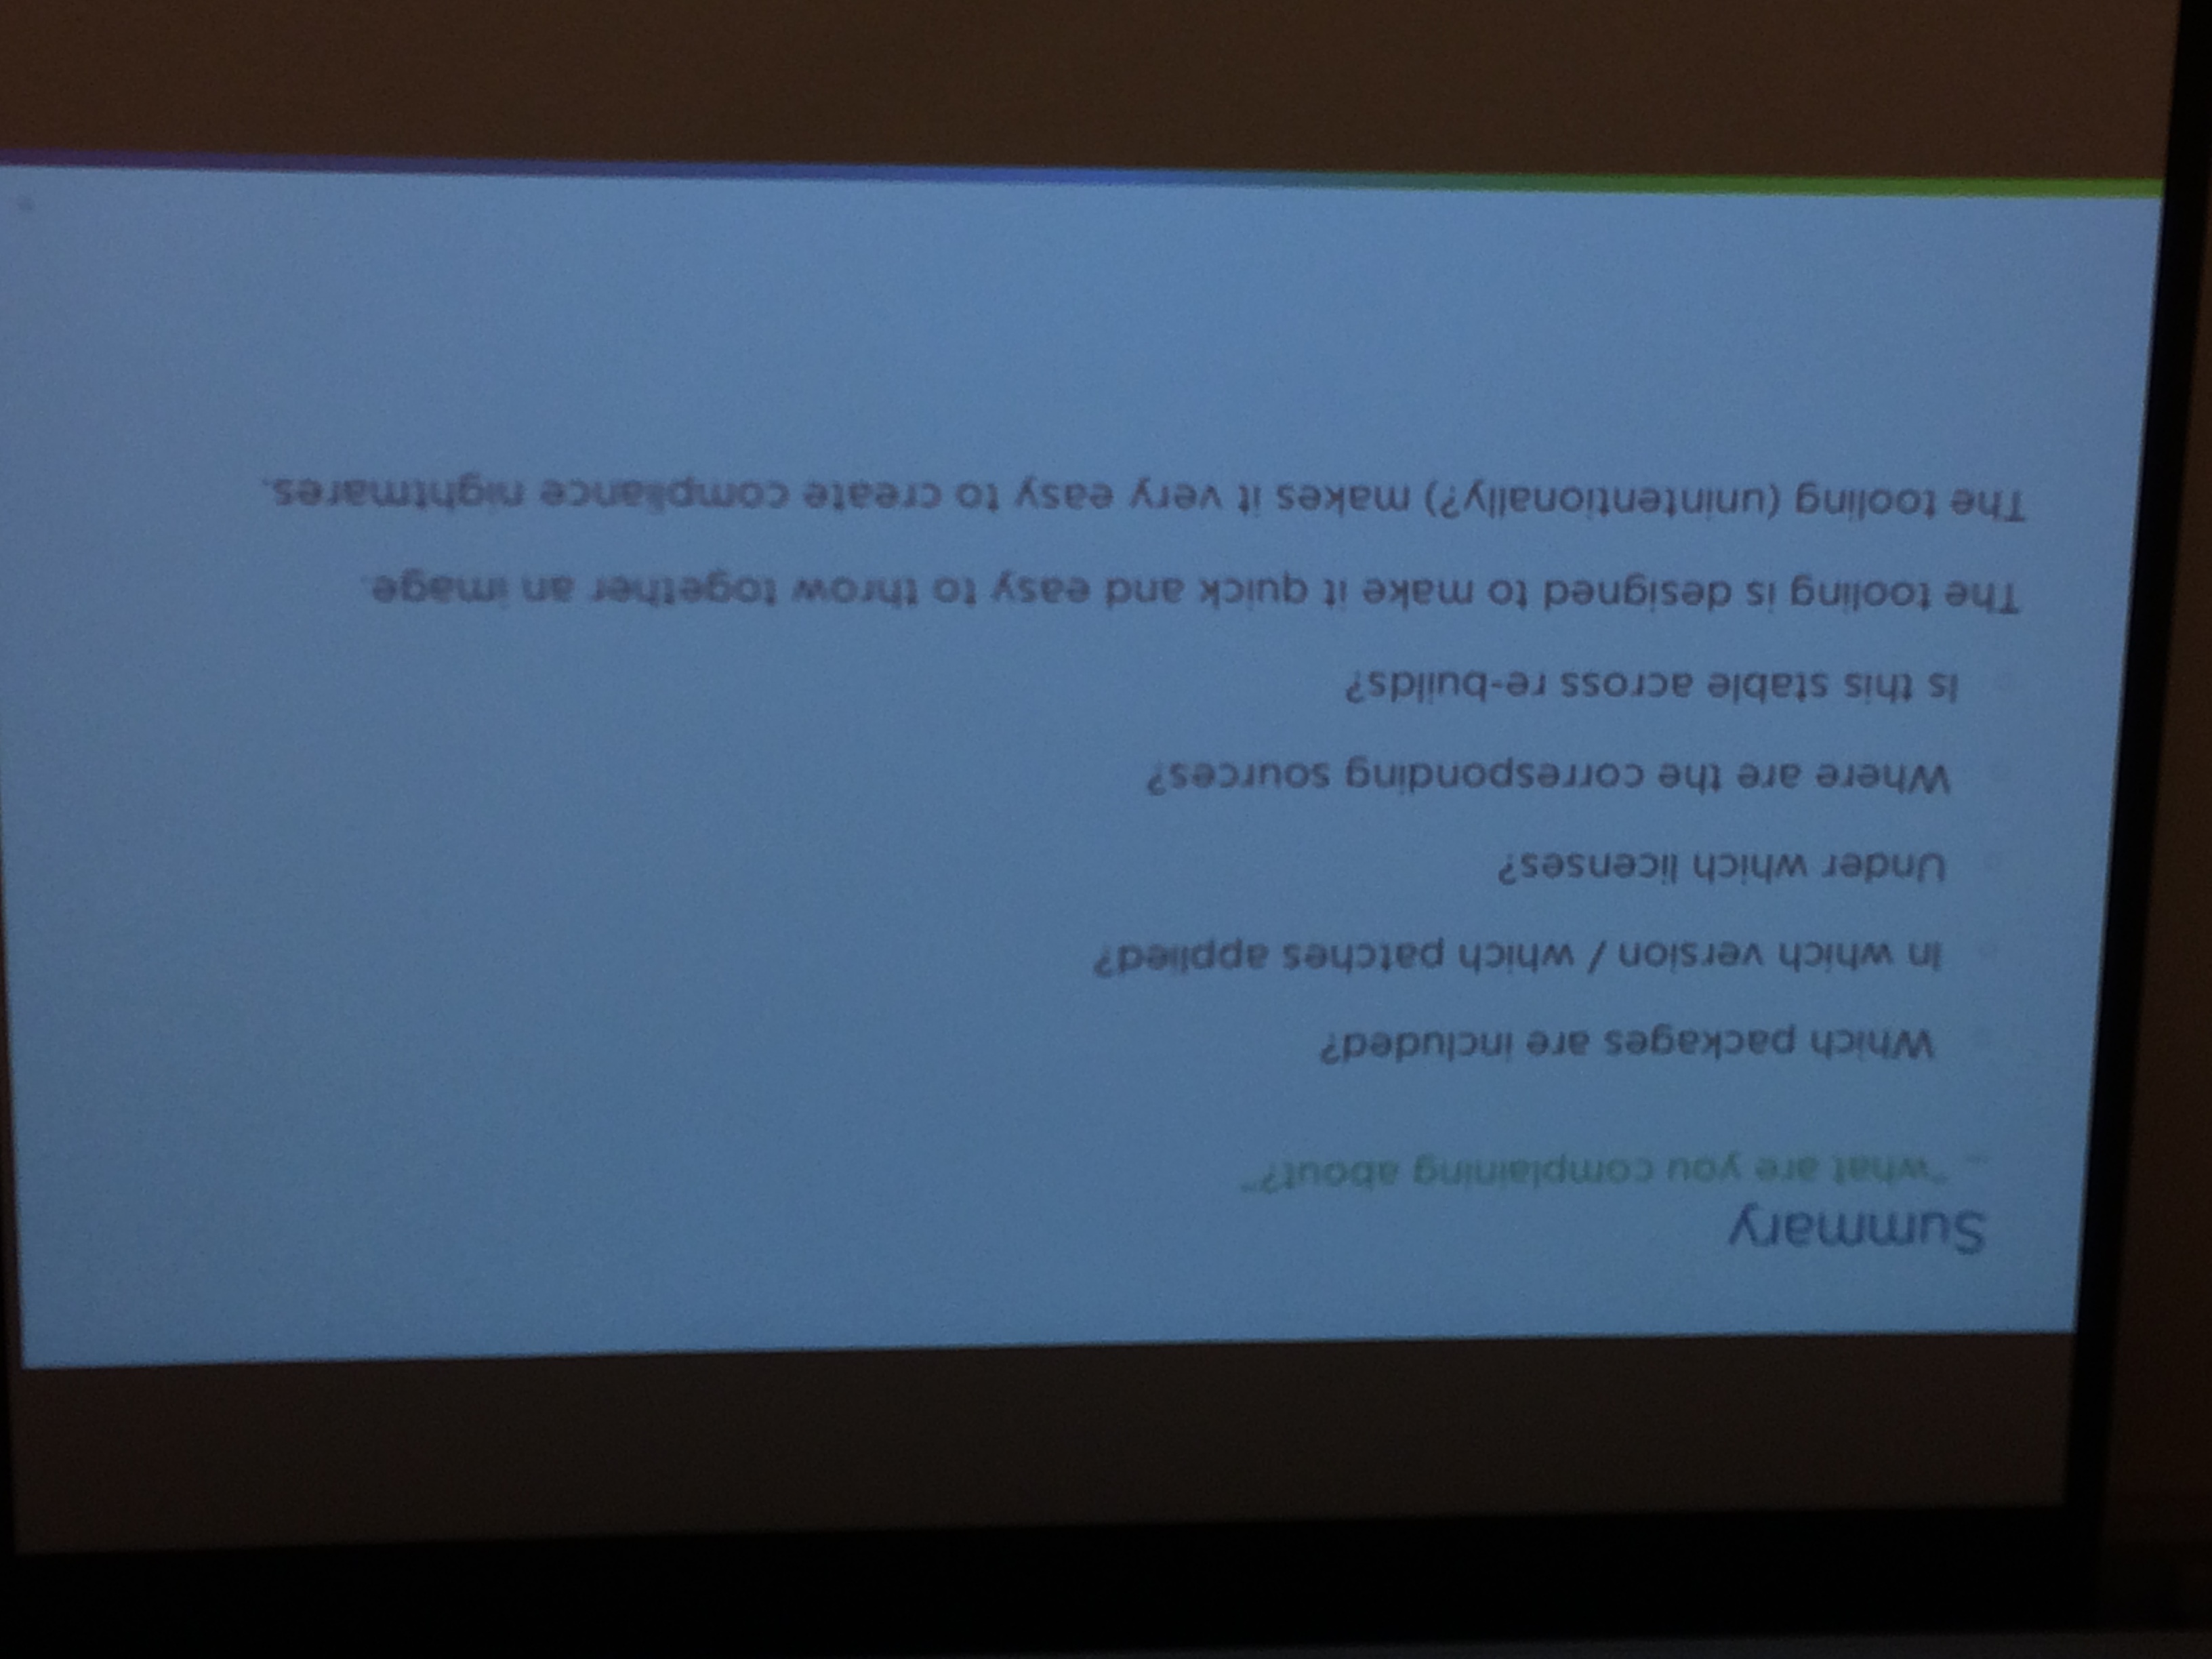 Summary
... "what are you complaining about?"
Which packages are included?
In which version / which patches applied?
Under which licenses?
Where are the corresponding sources?
Is this stable across re-builds?
The tooling is designed to make it quick and easy to throw together an image.
The tooling (unintentionally?) makes it very easy to create compliance nightmares.